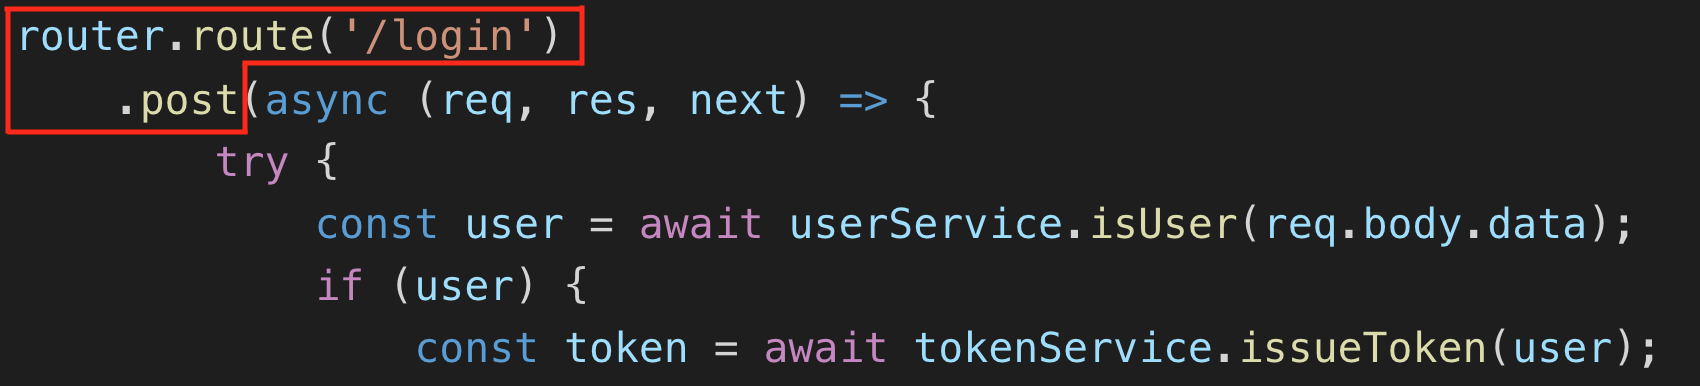 router.route('/login')
.post(async (req, res, next) => {
try {
const user = await userService.isUser(req.body.data);
if (user) {
const token = await tokenService.issueToken(user);